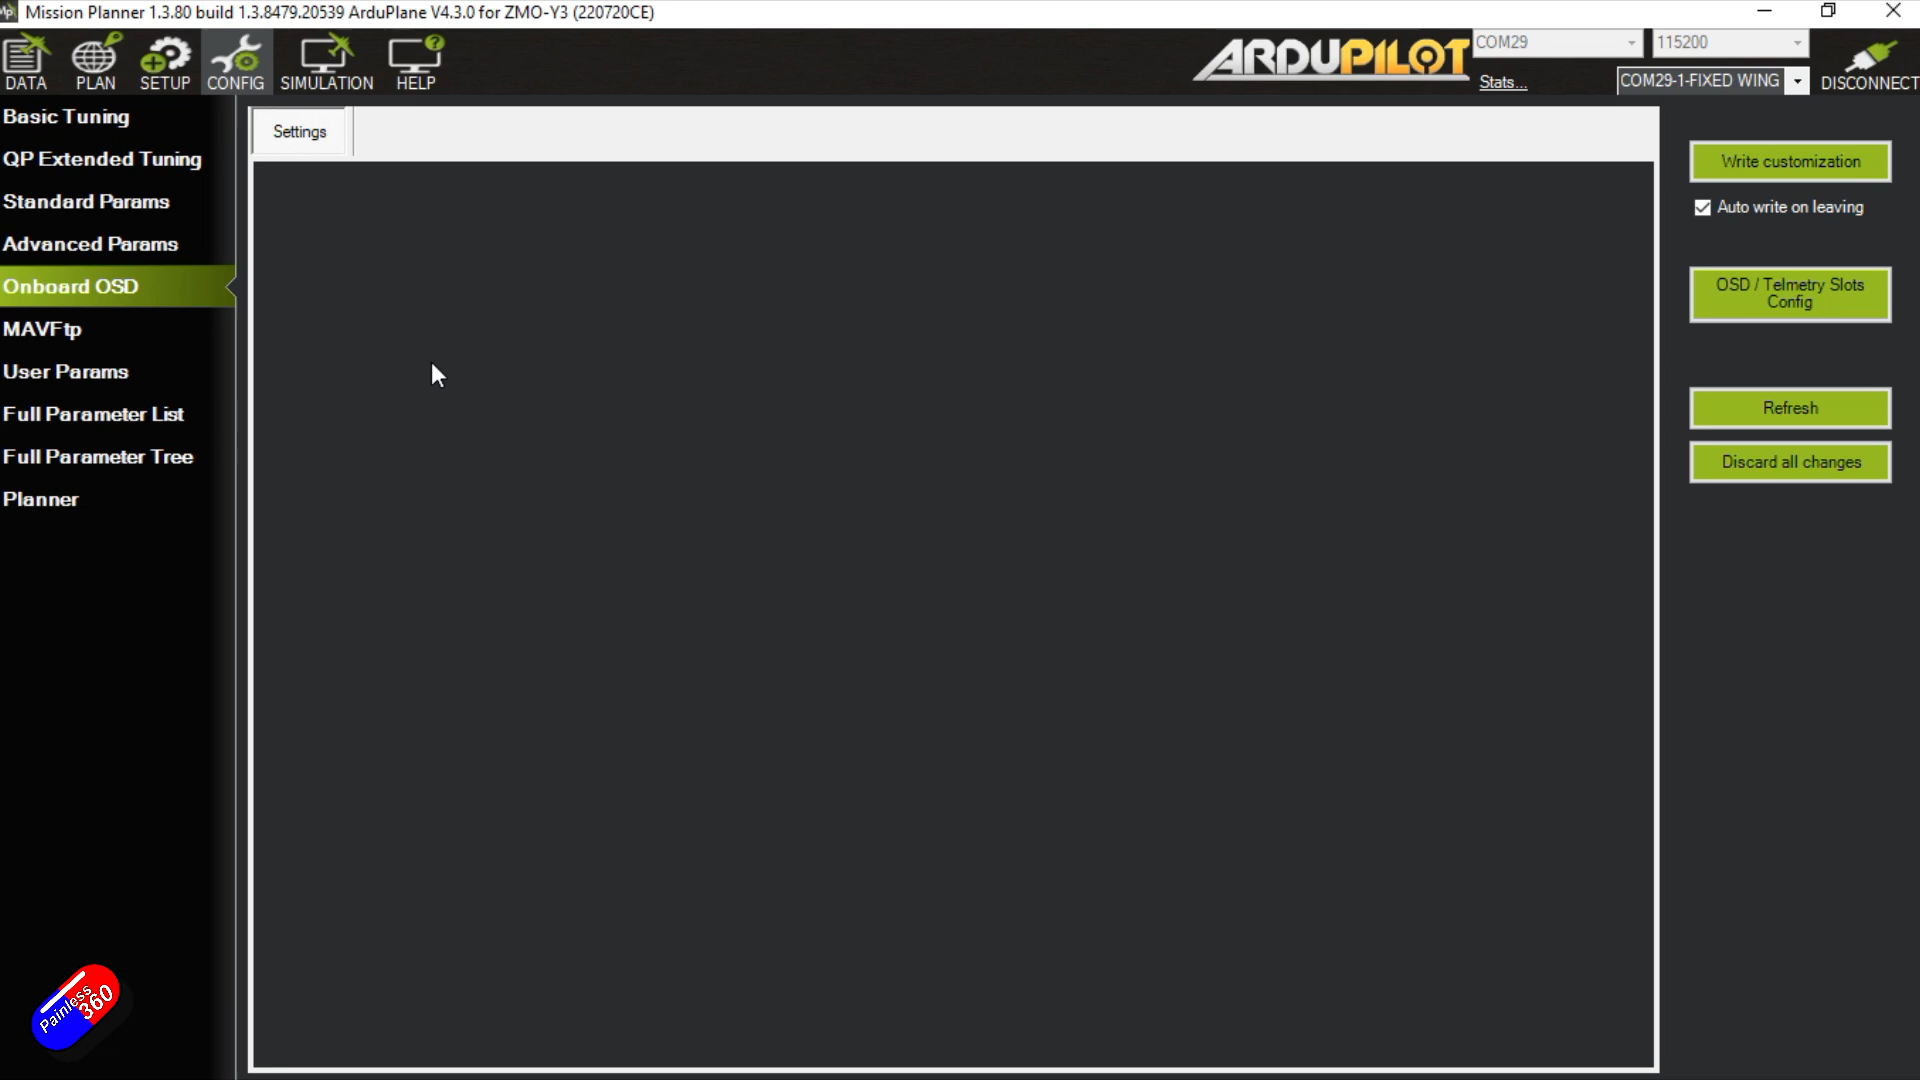 Mp
Mission Planner 1.3.80 build 1.3.8479.20539 ArduPlane V4.3.0 for ZMO-Y3 (220720CE)
DATA
PLAN
SETUP
CONFIG
SIMULATION
HELP
ARDUPILOT
COM29
115200
Stats...
COM29-1-FIXED WING
DISCONNECT
Basic Tuning
QP Extended Tuning
Standard Params
Advanced Params
Onboard OSD
MAVFtp
User Params
Full Parameter List
Full Parameter Tree
Planner
Settings
Write customization
Auto write on leaving
OSD / Telmetry Slots
Config
Refresh
Discard all changes
Painless
360